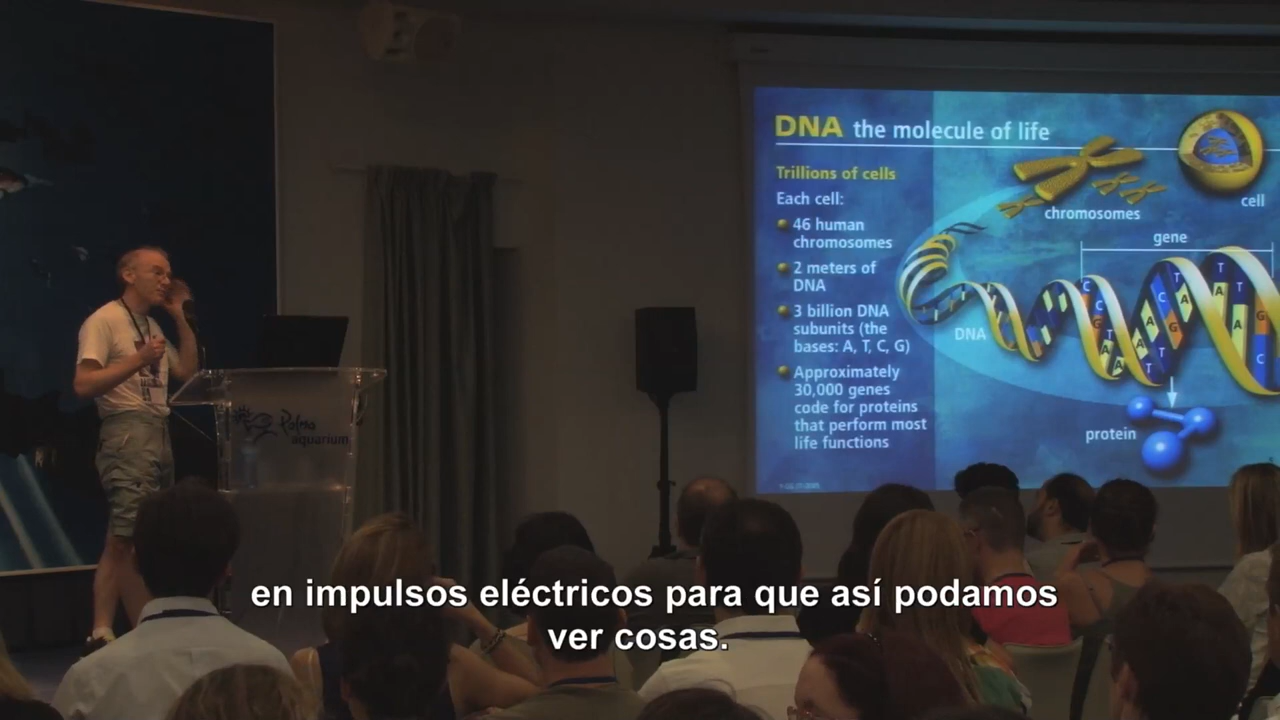 DNA the molecule of life
Trillions of cells
Each cell:
46 human
chromosomes
2 meters of
DNA
3 billion DNA
subunits (the
bases: A, T, C, G)
Approximately
30,000 genes
code for proteins
that perform most
life functions
chromosomes
cell
gene
DNA
protein
Palma
aquarium
en impulsos eléctricos para que así podamos
ver cosas.